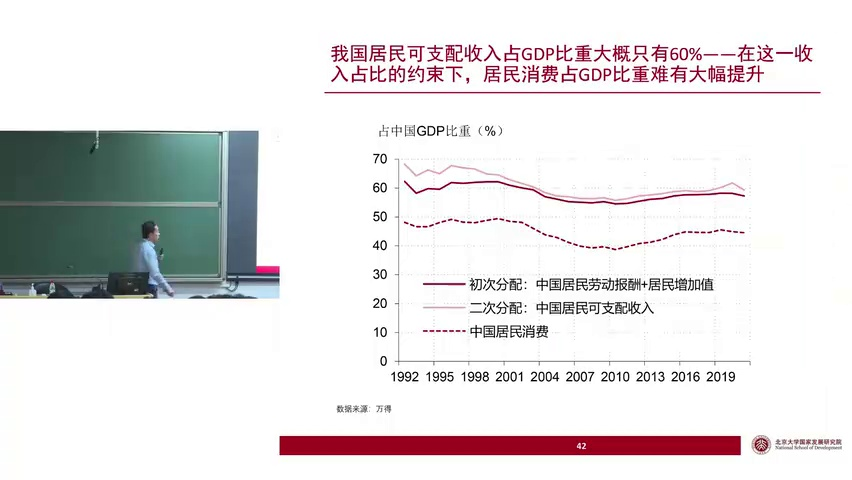 我国居民可支配收入占GDP比重大概只有60%——在这一收
入占比的约束下，居民消费占GDP比重难有大幅提升
占中国GDP比重（%）
70
60
50
40
30
20
10
0
初次分配：中国居民劳动报酬+居民增加值
二次分配：中国居民可支配收入
中国居民消费
1992 1995 1998 2001 2004 2007 2010 2013 2016 2019
数据来源：万得
42
北京大学国家发展研究院
National School of Development